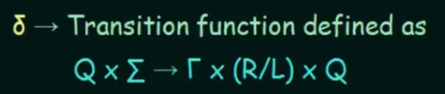 δ → Transition function defined as
Q x Σ → Γ x (R/L) x Q